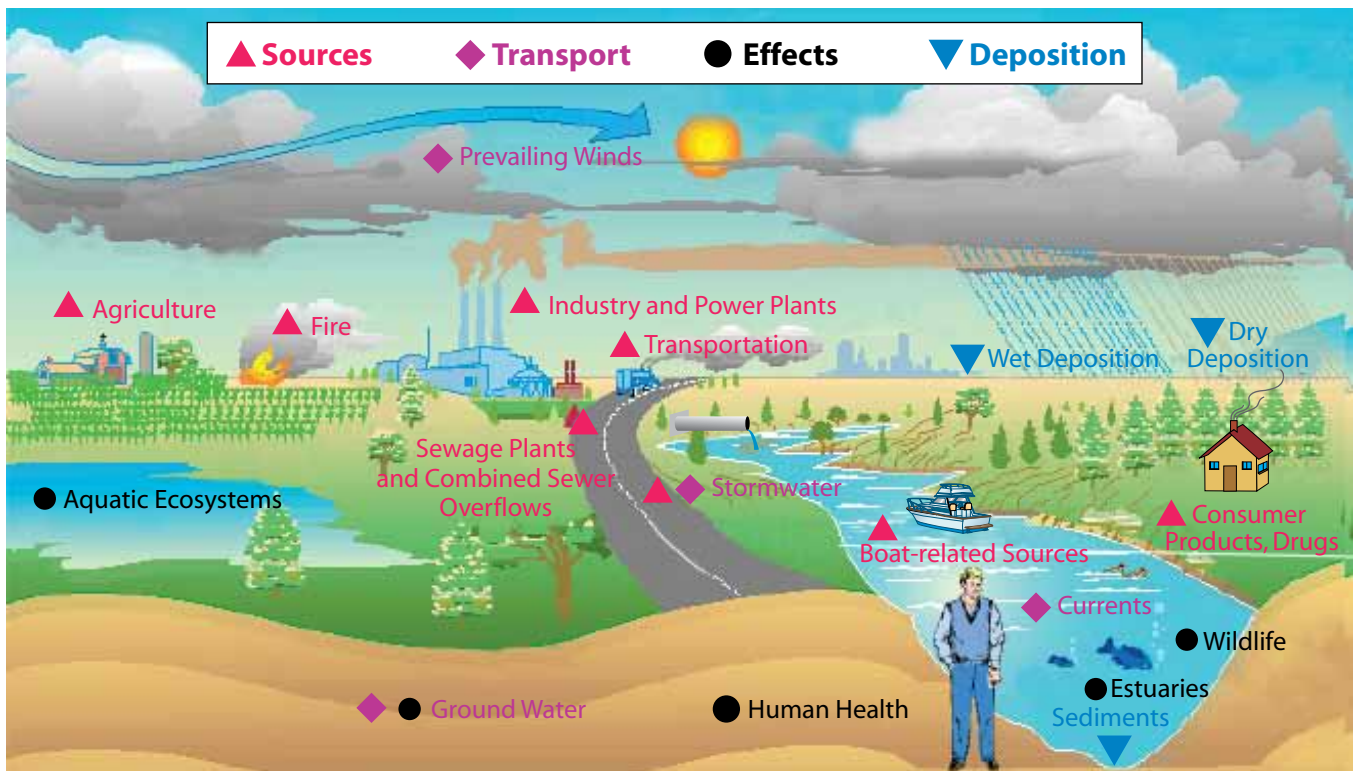 Sources Transport Effects Deposition
Prevailing Winds
Agriculture
Fire
Industry and Power Plants
Transportation
Wet Deposition
Dry
Deposition
Sewage Plants
and Combined Sewer
Overflows
Aquatic Ecosystems
Stormwater
Boat-related Sources
Consumer
Products, Drugs
Currents
Wildlife
Estuaries
Sediments
Ground Water
Human Health